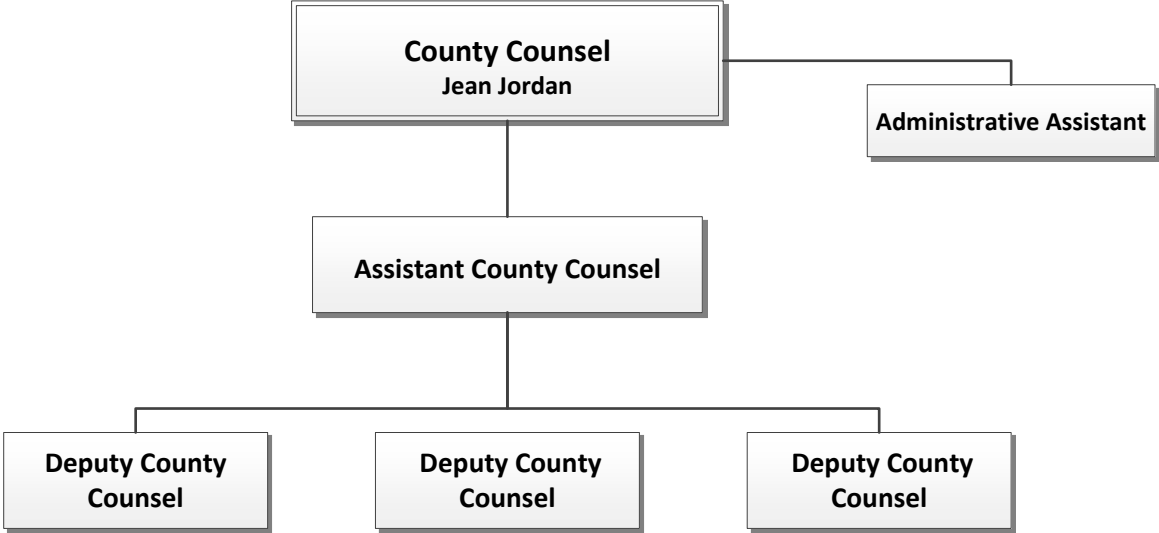 County Counsel
Jean Jordan
Administrative Assistant
Assistant County Counsel
Deputy County
Counsel
Deputy County
Counsel
Deputy County
Counsel